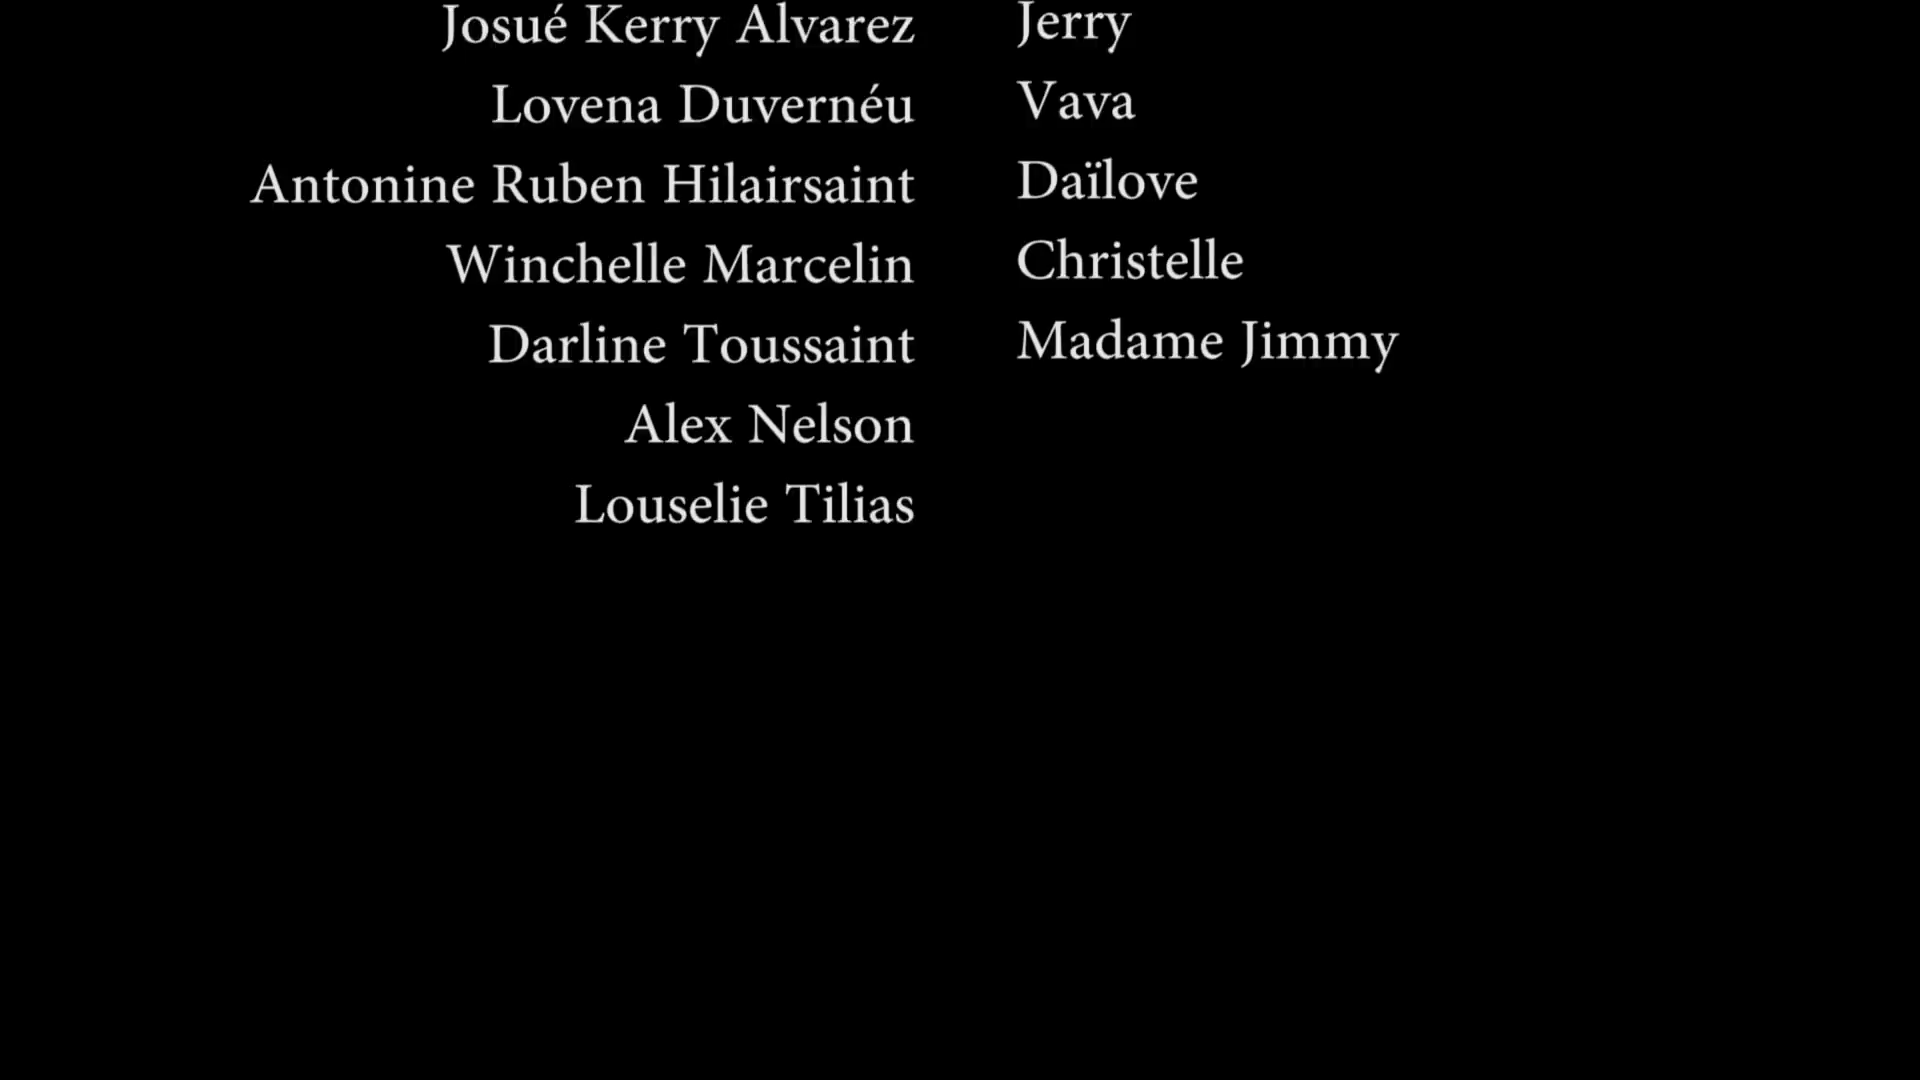 Josué Kerry Alvarez Jerry
Lovena Duvernéu Vava
Antonine Ruben Hilairsaint Daïlove
Winchelle Marcelin Christelle
Darline Toussaint Madame Jimmy
Alex Nelson
Louselie Tilias